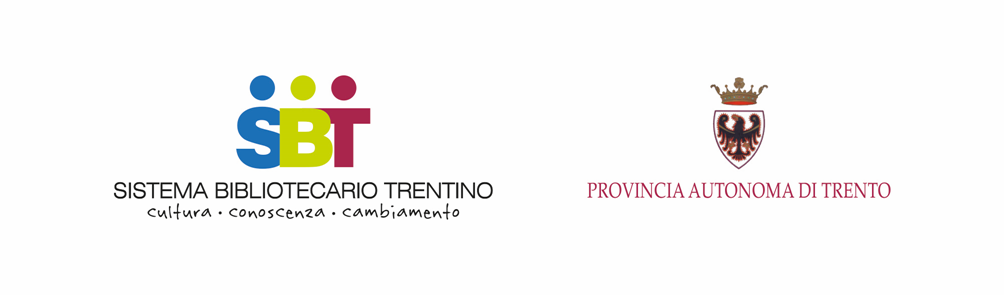 SBT
SISTEMA BIBLIOTECARIO TRENTINO
cultura · conoscenza · cambiamento
PROVINCIA AUTONOMA DI TRENTO